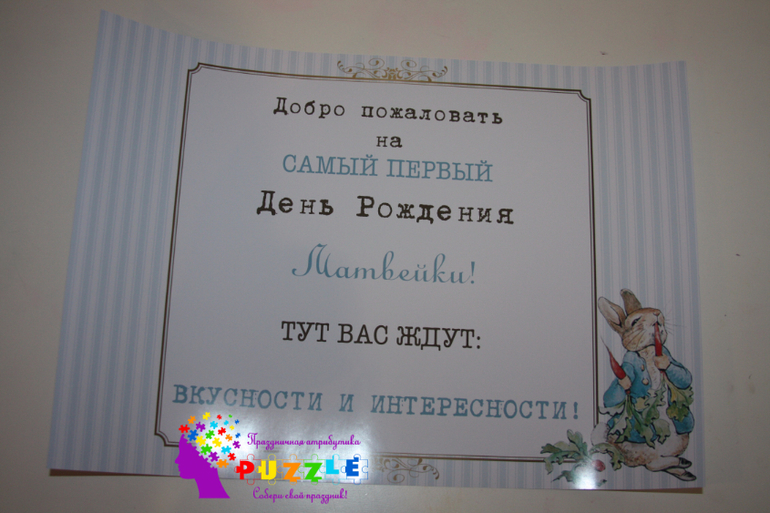 Добро пожаловать
на
САМЫЙ ПЕРВЫЙ
День Рождения
Матвейки!
ТУТ ВАС ЖДУТ:
ВКУСНОСТИ И ИНТЕРЕСНОСТИ!
Праздничная атрибутика
PUZZLE
Собери свой праздник!